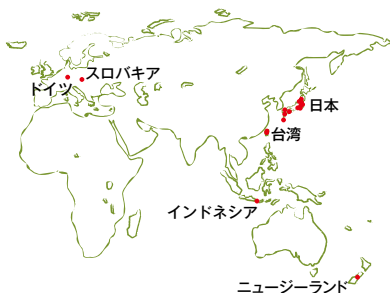 スロバキア
ドイツ
日本
台湾
インドネシア
ニュージーランド